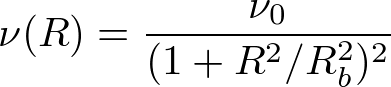 ν(R) = ν₀ / (1 + R²/R_b²)²